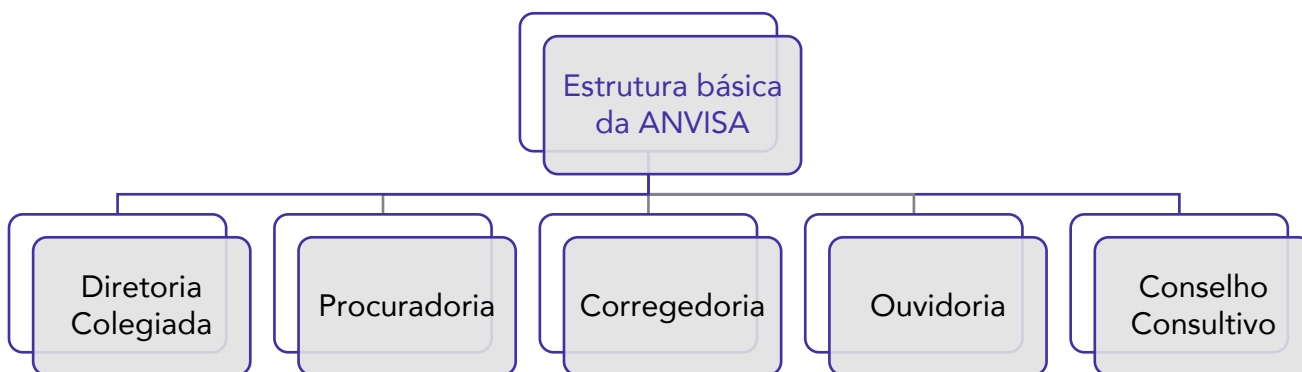 Estrutura básica
da ANVISA
Diretoria
Colegiada
Procuradoria
Corregedoria
Ouvidoria
Conselho
Consultivo